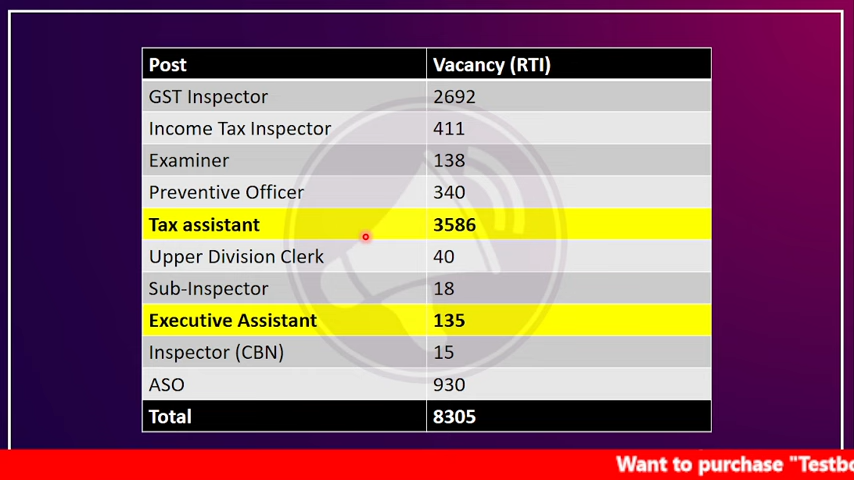 Post Vacancy (RTI)
GST Inspector 2692
Income Tax Inspector 411
Examiner 138
Preventive Officer 340
Tax assistant 3586
Upper Division Clerk 40
Sub-Inspector 18
Executive Assistant 135
Inspector (CBN) 15
ASO 930
Total 8305
Want to purchase "Testbo